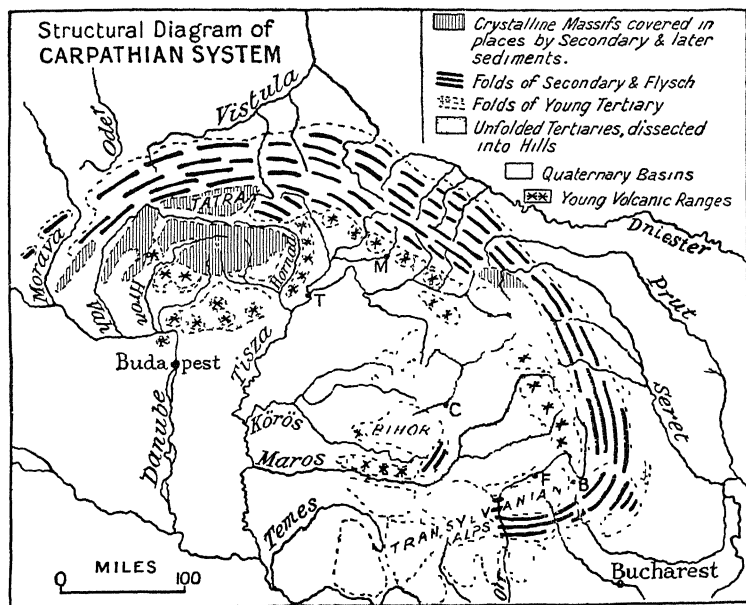 Structural Diagram of
CARPATHIAN SYSTEM
Crystalline Massifs covered in
places by Secondary & later
sediments.
Folds of Secondary & Flysch
Folds of Young Tertiary
Unfolded Tertiaries, dissected
into Hills
Quaternary Basins
Young Volcanic Ranges
Oder
Vistula
Dniester
TATRA
Morava
Váh
Hron
Hornad
M
T
Prut
Seret
Buda pest
Tisza
Danube
Körös
C
BIHOR
Maros
F
B
Temes
TRANSYLVANIAN
ALPS
Olt
Bucharest
MILES
0 100